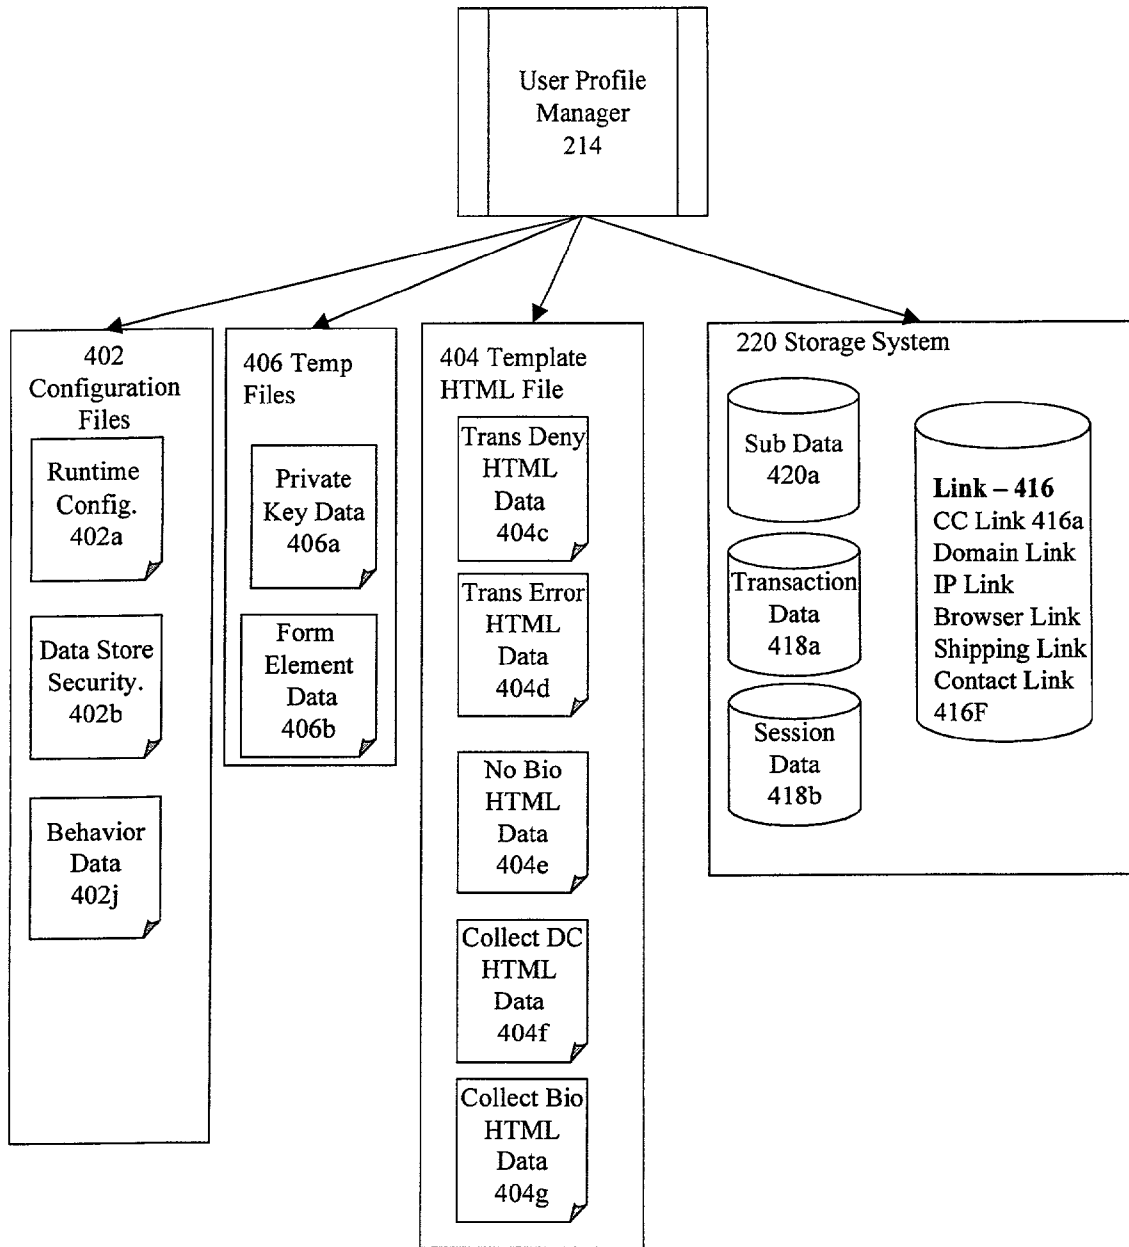 User Profile
Manager
214
402
Configuration
Files
Runtime
Config.
402a
Data Store
Security.
402b
Behavior
Data
402j
406 Temp
Files
Private
Key Data
406a
Form
Element
Data
406b
404 Template
HTML File
Trans Deny
HTML
Data
404c
Trans Error
HTML
Data
404d
No Bio
HTML
Data
404e
Collect DC
HTML
Data
404f
Collect Bio
HTML
Data
404g
220 Storage System
Sub Data
420a
Transaction
Data
418a
Session
Data
418b
Link – 416
CC Link 416a
Domain Link
IP Link
Browser Link
Shipping Link
Contact Link
416F